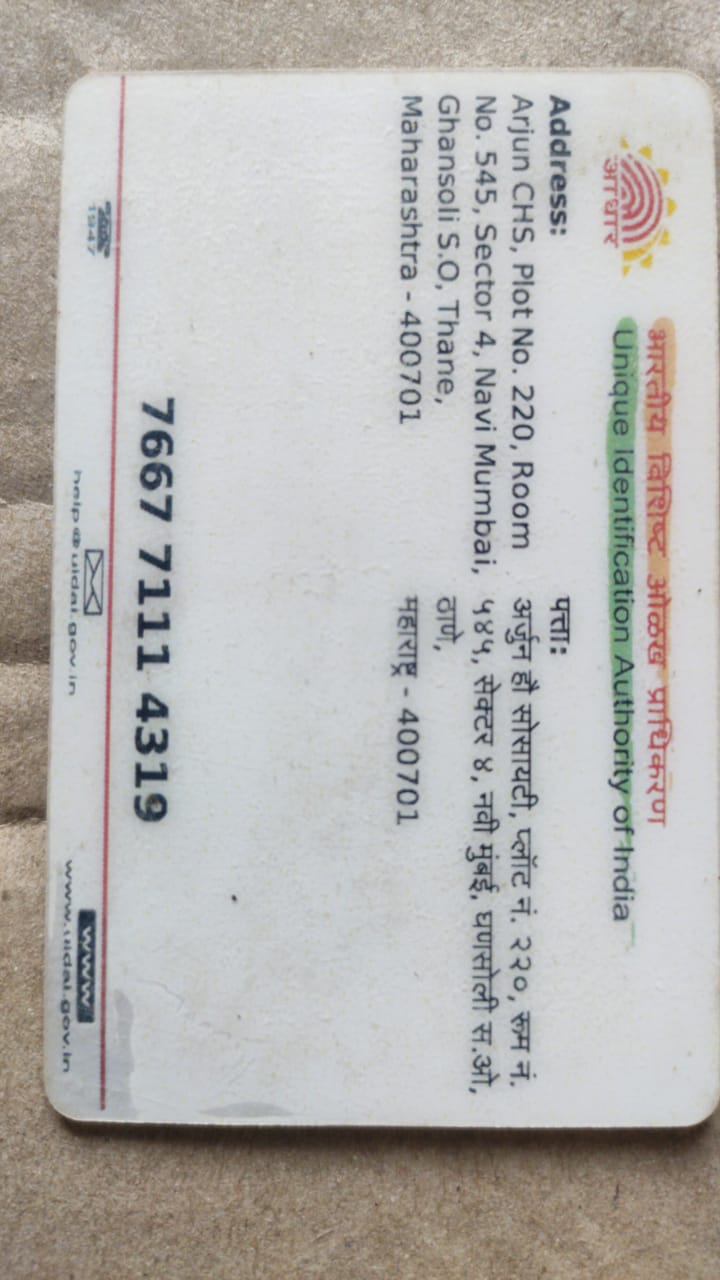 आधार
भारतीय विशिष्ट ओळख प्राधिकरण
Unique Identification Authority of India
Address:
Arjun CHS, Plot No. 220, Room
No. 545, Sector 4, Navi Mumbai,
Ghansoli S.O, Thane,
Maharashtra - 400701
पत्ता:
अर्जुन हौ सोसायटी, प्लॉट नं. २२०, रूम नं.
५४५, सेक्टर ४, नवी मुंबई, घणसोली स.ओ,
ठाणे,
महाराष्ट्र - 400701
7667 7111 4319
1947
help@uidai.gov.in
www
www.uidai.gov.in